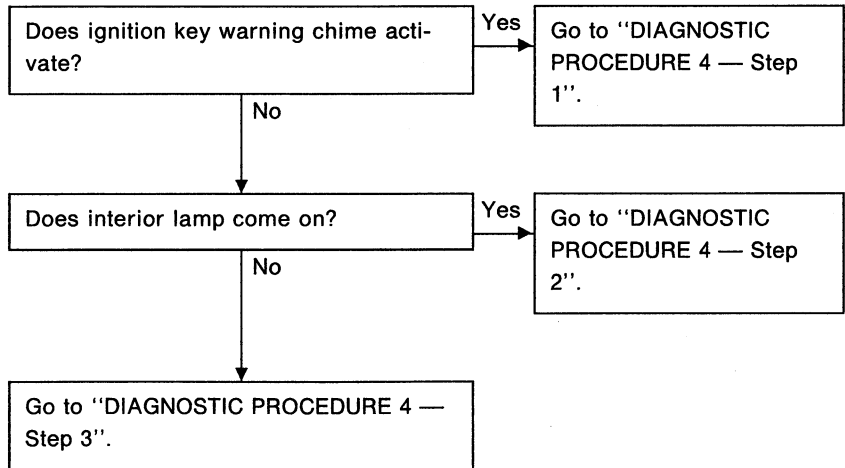 Does ignition key warning chime acti-
vate?
Yes
Go to ‘‘DIAGNOSTIC
PROCEDURE 4 — Step
1’’.
No
Does interior lamp come on?
Yes
Go to ‘‘DIAGNOSTIC
PROCEDURE 4 — Step
2’’.
No
Go to ‘‘DIAGNOSTIC PROCEDURE 4 —
Step 3’’.